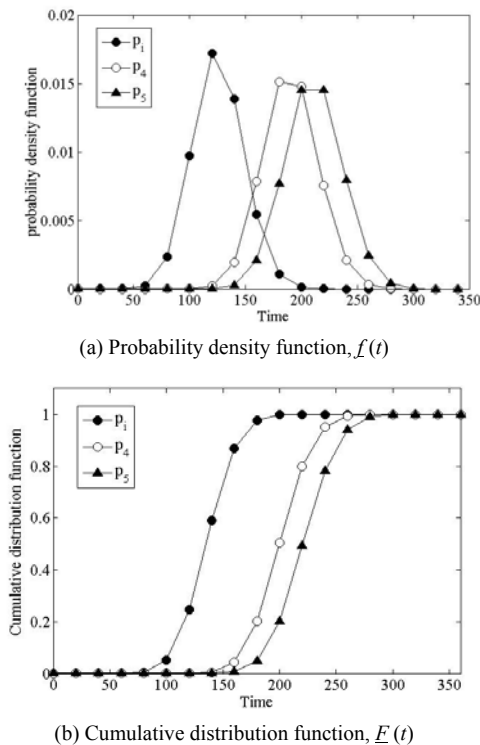 0.02
0.015
0.01
0.005
0
probability density function
p₁
p₄
p₅
0 50 100 150 200 250 300 350
Time
(a) Probability density function, f (t)
1
0.8
0.6
0.4
0.2
0
Cumulative distribution function
p₁
p₄
p₅
0 50 100 150 200 250 300 350
Time
(b) Cumulative distribution function, F (t)